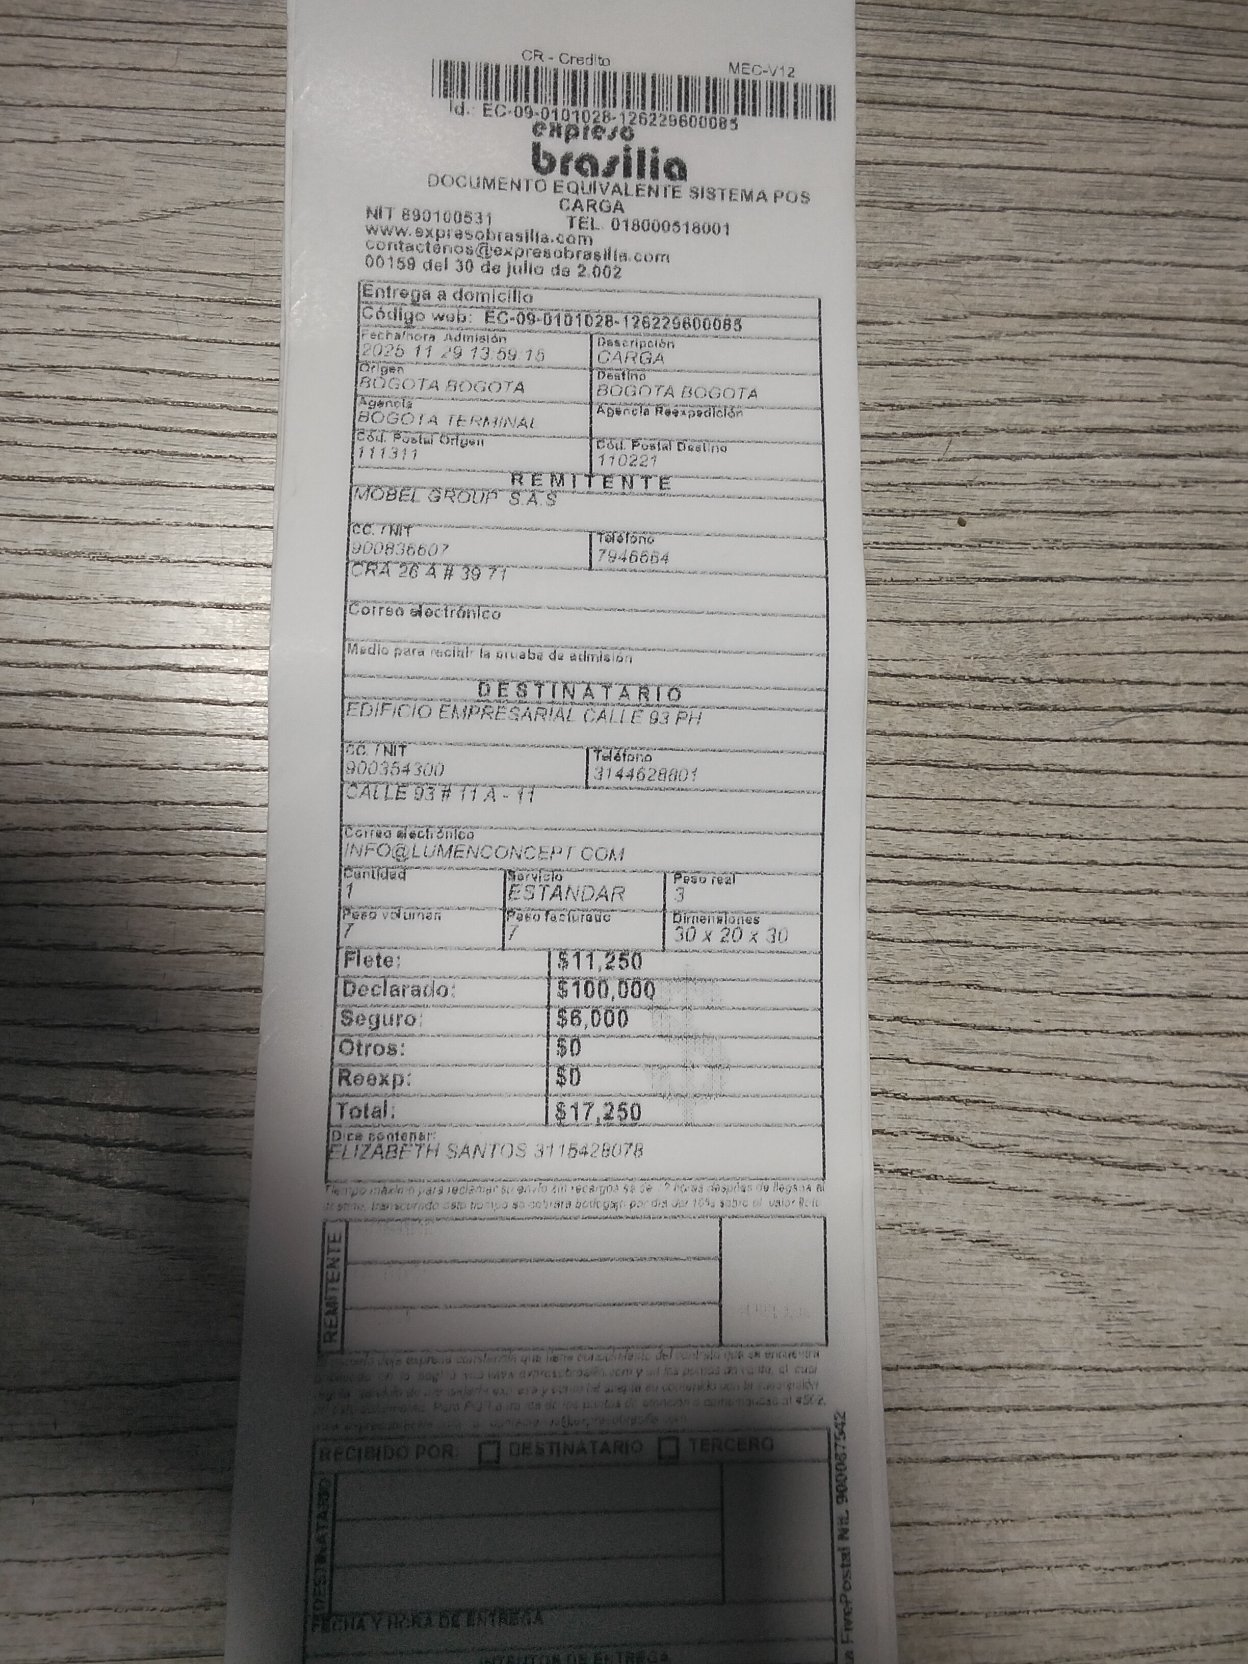 CR - Credito MEC-V12
Id.: EC-09-0101028-126229600085
expreso
brasilia
DOCUMENTO EQUIVALENTE SISTEMA POS
CARGA
NIT 890100531 TEL. 018000518001
www.expresobrasilia.com
contactenos@expresobrasilia.com
00159 del 30 de julio de 2.002
Entrega a domicilio
Código web: EC-09-0101028-126229600085
Fecha/hora Admisión Descripción
2025 11 29 13:59:15 CARGA
Origen Destino
BOGOTA BOGOTA BOGOTA BOGOTA
Agencia Agencia Reexpedición
BOGOTA TERMINAL
Cód. Postal Origen Cód. Postal Destino
111311 110221
REMITENTE
MOBEL GROUP S.A.S
CC. / NIT Teléfono
900836607 7946664
CRA 26 A # 39 71
Correo electrónico
Medio para recibir la prueba de admisión
DESTINATARIO
EDIFICIO EMPRESARIAL CALLE 93 PH
CC. / NIT Teléfono
900354300 3144628801
CALLE 93 # 11 A - 11
Correo electrónico
INFO@LUMENCONCEPT.COM
Cantidad Servicio Peso real
1 ESTANDAR 3
Peso volumen Peso facturado Dimensiones
7 7 30 x 20 x 30
Flete: $11,250
Declarado: $100,000
Seguro: $6,000
Otros: $0
Reexp: $0
Total: $17,250
Dice contener:
ELIZABETH SANTOS 3115428078
REMITENTE
RECIBIDO POR: DESTINATARIO TERCERO
DESTINATARIO
FECHA Y HORA DE ENTREGA
INTENTOS DE ENTREGA
FivePostal Nit. 900087542